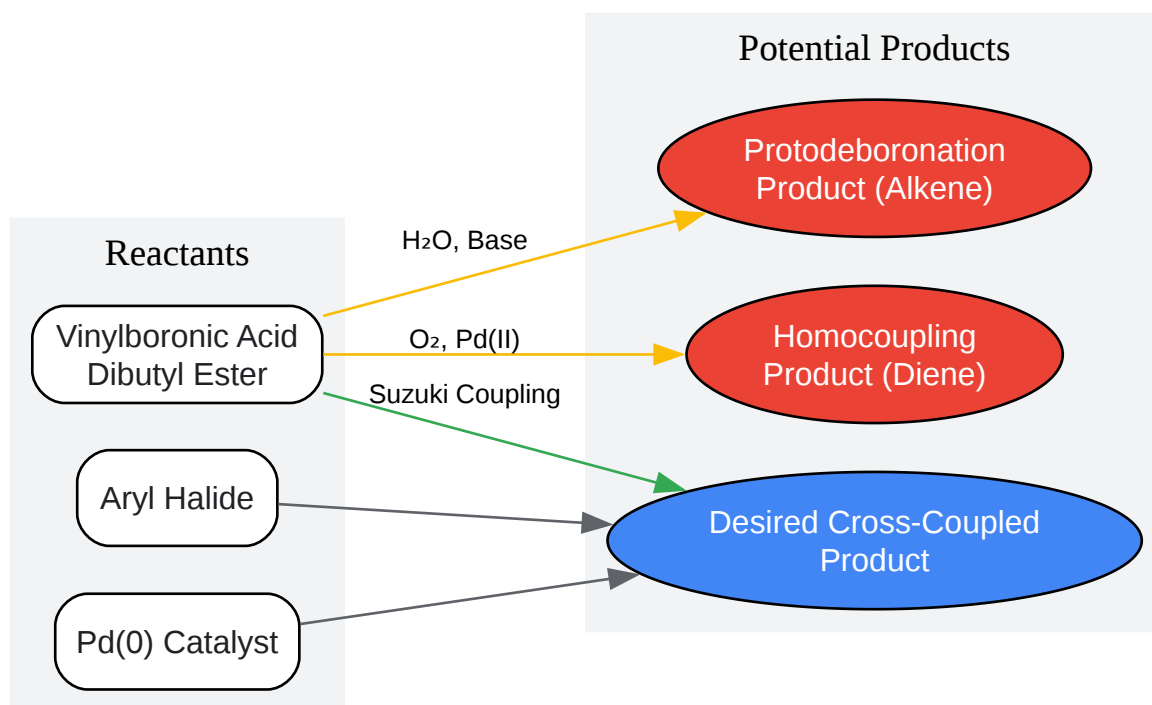 Potential Products
Protodeboronation
Product (Alkene)
H₂O, Base
Reactants
Vinylboronic Acid
Dibutyl Ester
O₂, Pd(II)
Homocoupling
Product (Diene)
Suzuki Coupling
Aryl Halide
Desired Cross-Coupled
Product
Pd(0) Catalyst